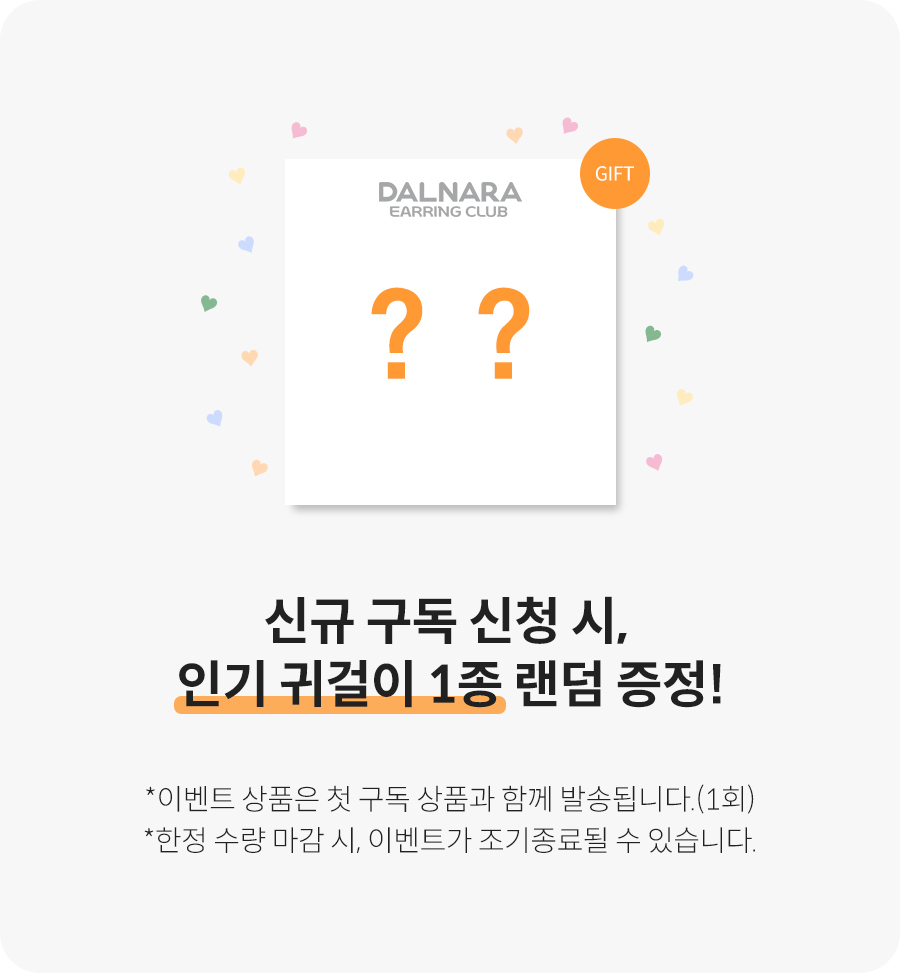 GIFT
DALNARA
EARRING CLUB
? ?
신규 구독 신청 시,
인기 귀걸이 1종 랜덤 증정!
*이벤트 상품은 첫 구독 상품과 함께 발송됩니다.(1회)
*한정 수량 마감 시, 이벤트가 조기종료될 수 있습니다.